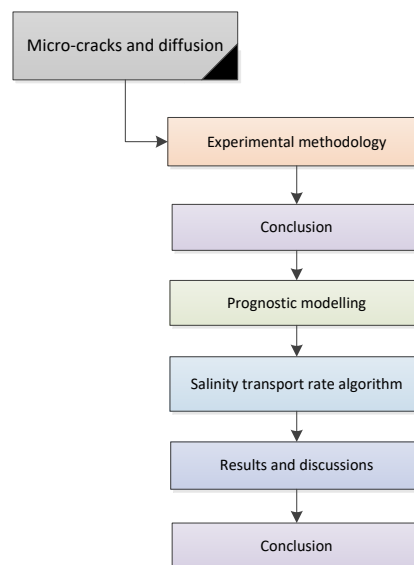 Micro-cracks and diffusion
Experimental methodology
Conclusion
Prognostic modelling
Salinity transport rate algorithm
Results and discussions
Conclusion